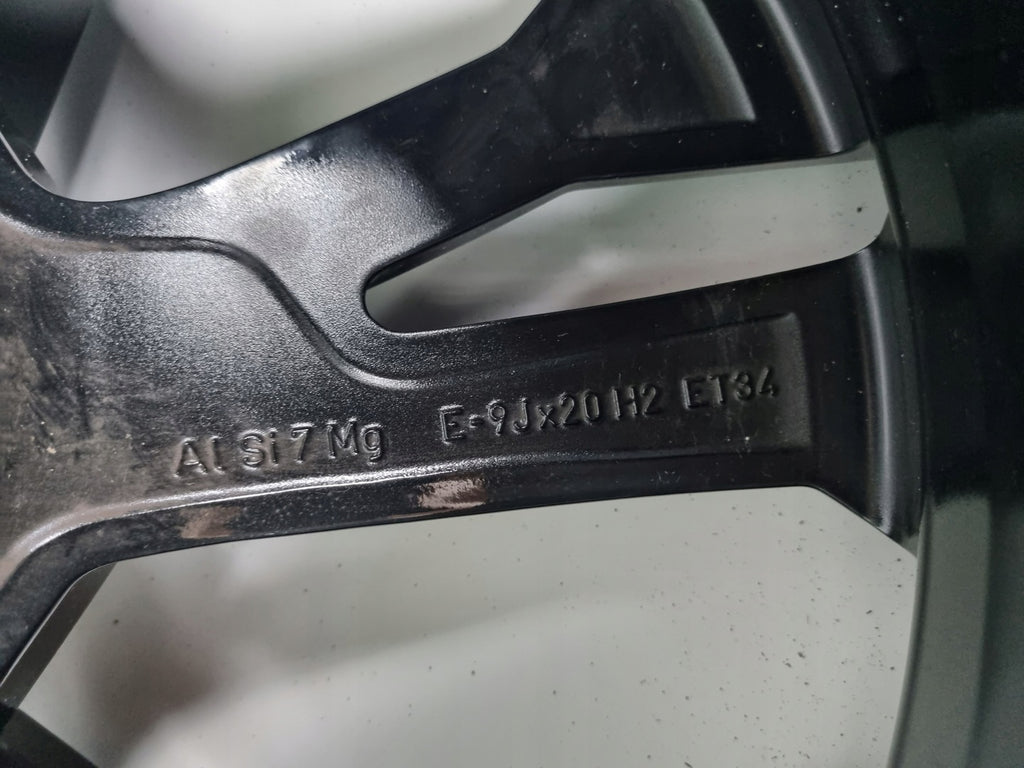 Al Si 7 Mg E-9Jx20 H2 ET34